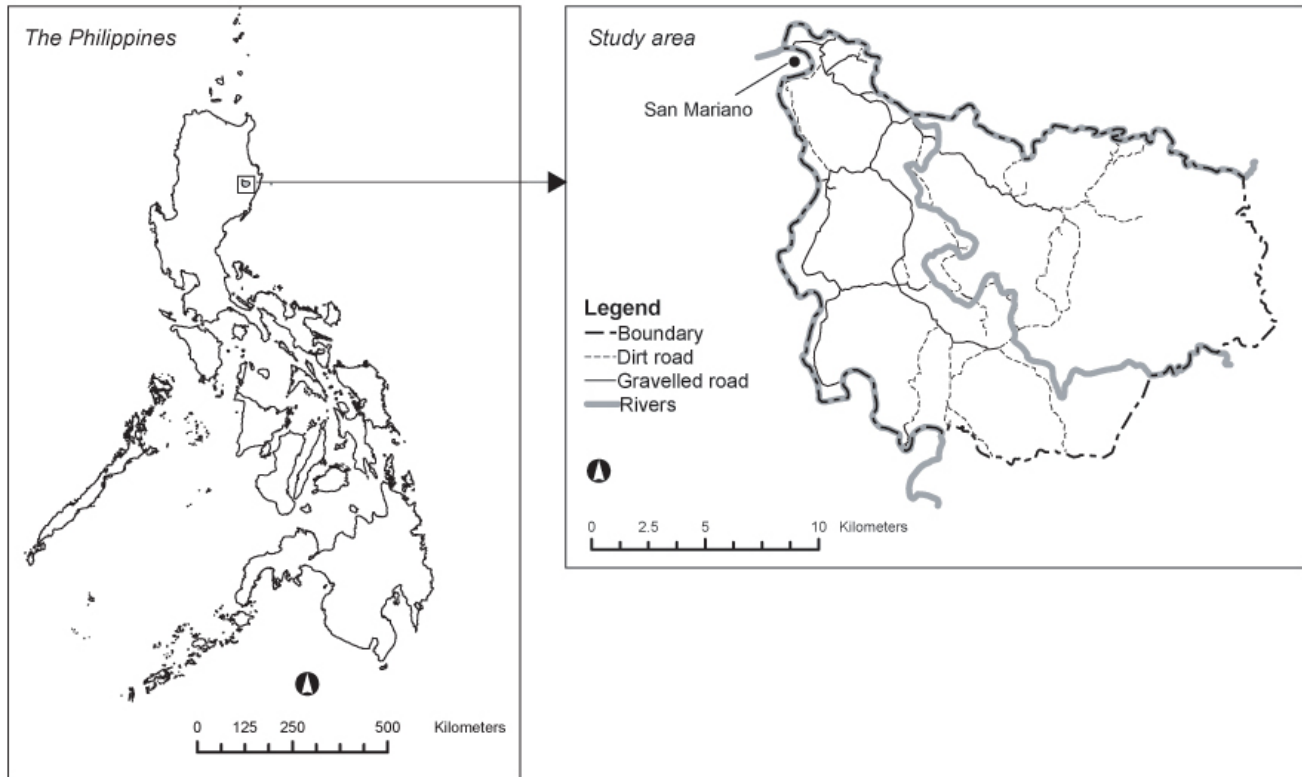 The Philippines
0 125 250 500 Kilometers
Study area
San Mariano
Legend
Boundary
Dirt road
Gravelled road
Rivers
0 2.5 5 10 Kilometers